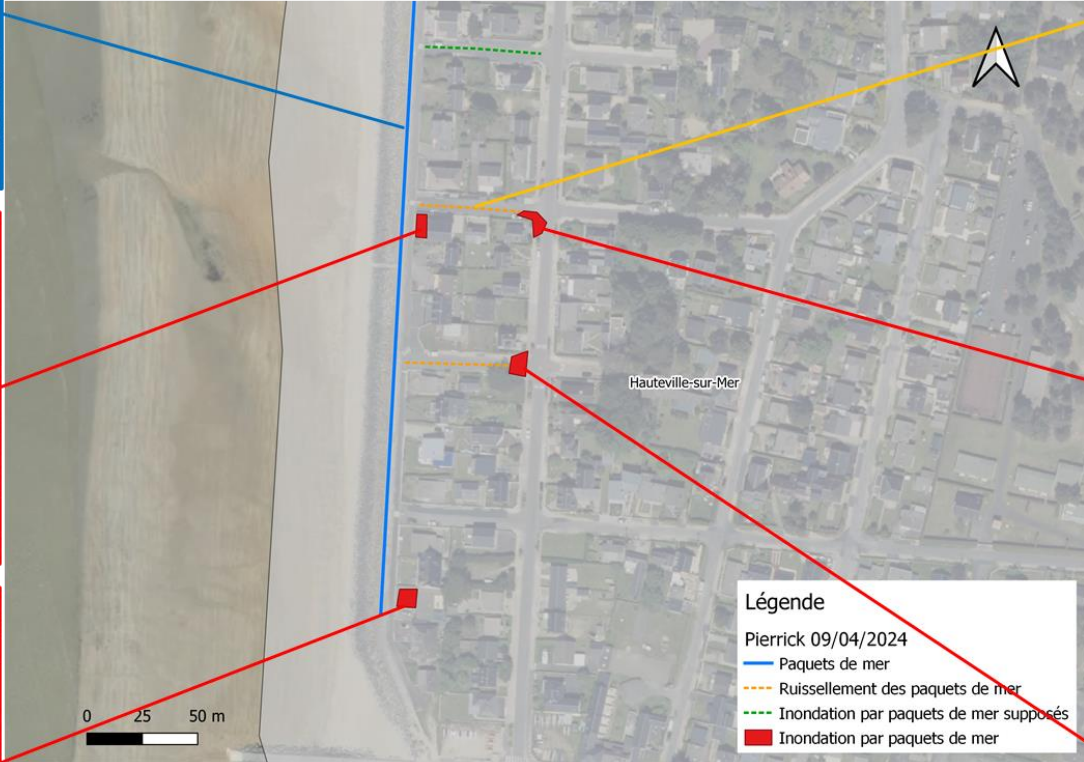 Hauteville-sur-Mer
Légende
Pierrick 09/04/2024
Paquets de mer
Ruissellement des paquets de mer
Inondation par paquets de mer supposés
Inondation par paquets de mer
0 25 50 m